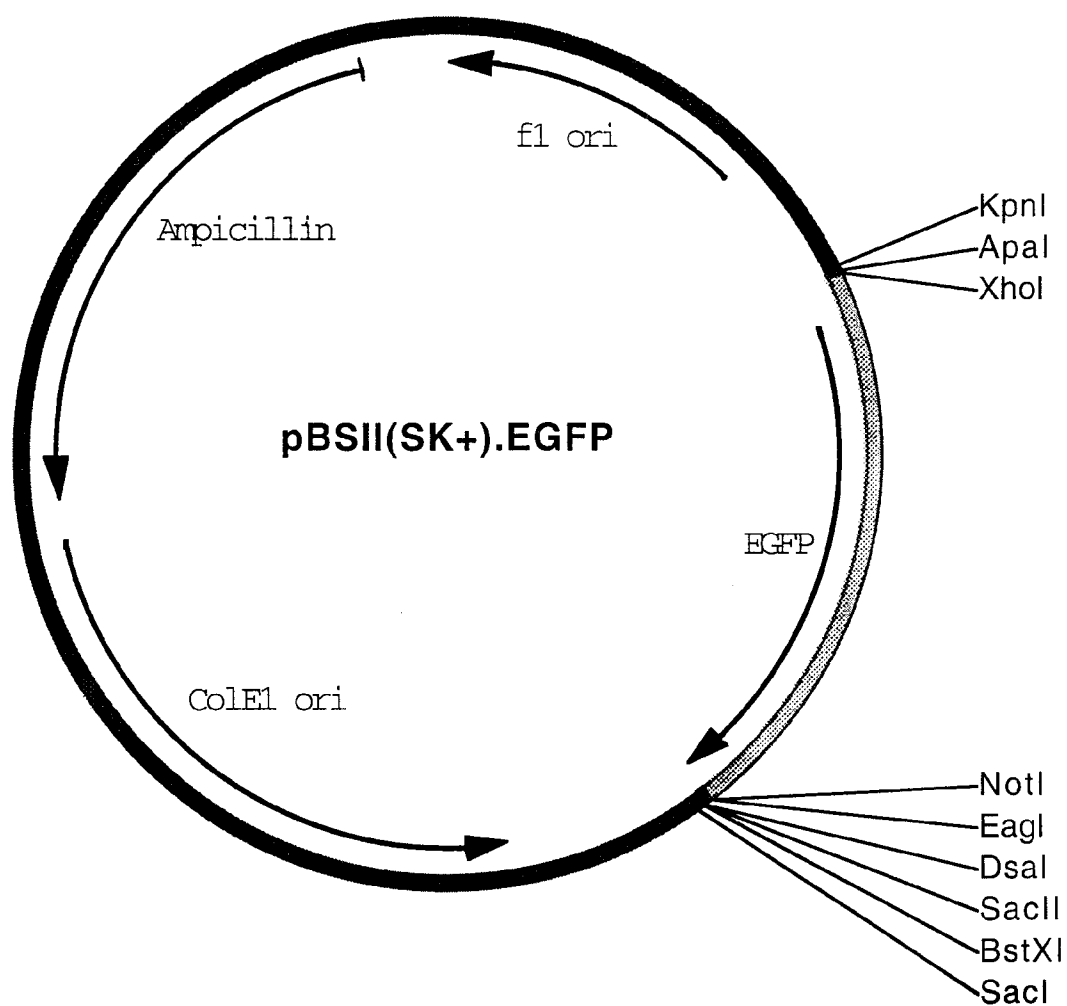 f1 ori
Ampicillin
KpnI
ApaI
XhoI
pBSII(SK+).EGFP
EGFP
ColE1 ori
NotI
EagI
DsaI
SacII
BstXI
SacI